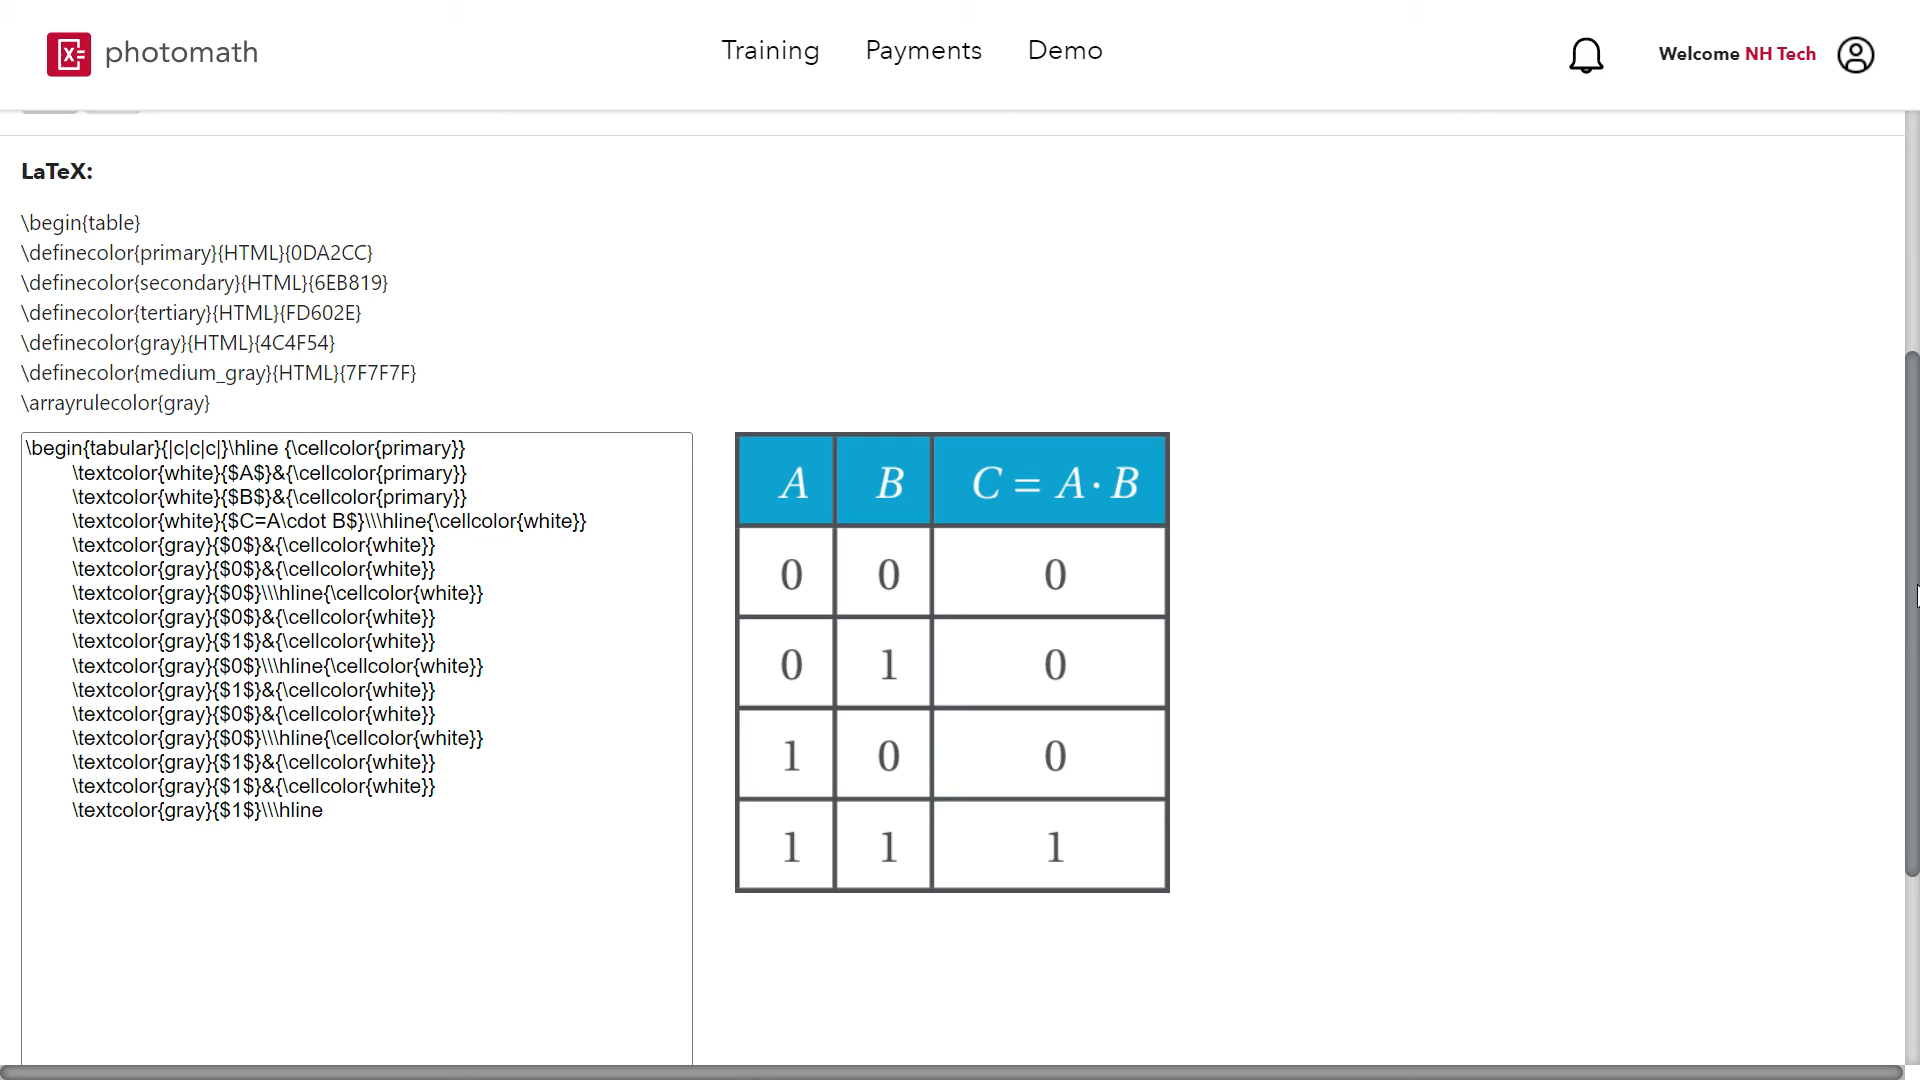 photomath
Training Payments Demo
Welcome NH Tech
LaTeX:
\begin{table}
\definecolor{primary}{HTML}{0DA2CC}
\definecolor{secondary}{HTML}{6EB819}
\definecolor{tertiary}{HTML}{FD602E}
\definecolor{gray}{HTML}{4C4F54}
\definecolor{medium_gray}{HTML}{7F7F7F}
\arrayrulecolor{gray}
\begin{tabular}{|c|c|c|}\hline {\cellcolor{primary}}
\textcolor{white}{$A$}&{\cellcolor{primary}}
\textcolor{white}{$B$}&{\cellcolor{primary}}
\textcolor{white}{$C=A\cdot B$}\\\hline{\cellcolor{white}}
\textcolor{gray}{$0$}&{\cellcolor{white}}
\textcolor{gray}{$0$}&{\cellcolor{white}}
\textcolor{gray}{$0$}\\\hline{\cellcolor{white}}
\textcolor{gray}{$0$}&{\cellcolor{white}}
\textcolor{gray}{$1$}&{\cellcolor{white}}
\textcolor{gray}{$0$}\\\hline{\cellcolor{white}}
\textcolor{gray}{$1$}&{\cellcolor{white}}
\textcolor{gray}{$0$}&{\cellcolor{white}}
\textcolor{gray}{$0$}\\\hline{\cellcolor{white}}
\textcolor{gray}{$1$}&{\cellcolor{white}}
\textcolor{gray}{$1$}&{\cellcolor{white}}
\textcolor{gray}{$1$}\\\hline
A B C = A · B
0 0 0
0 1 0
1 0 0
1 1 1